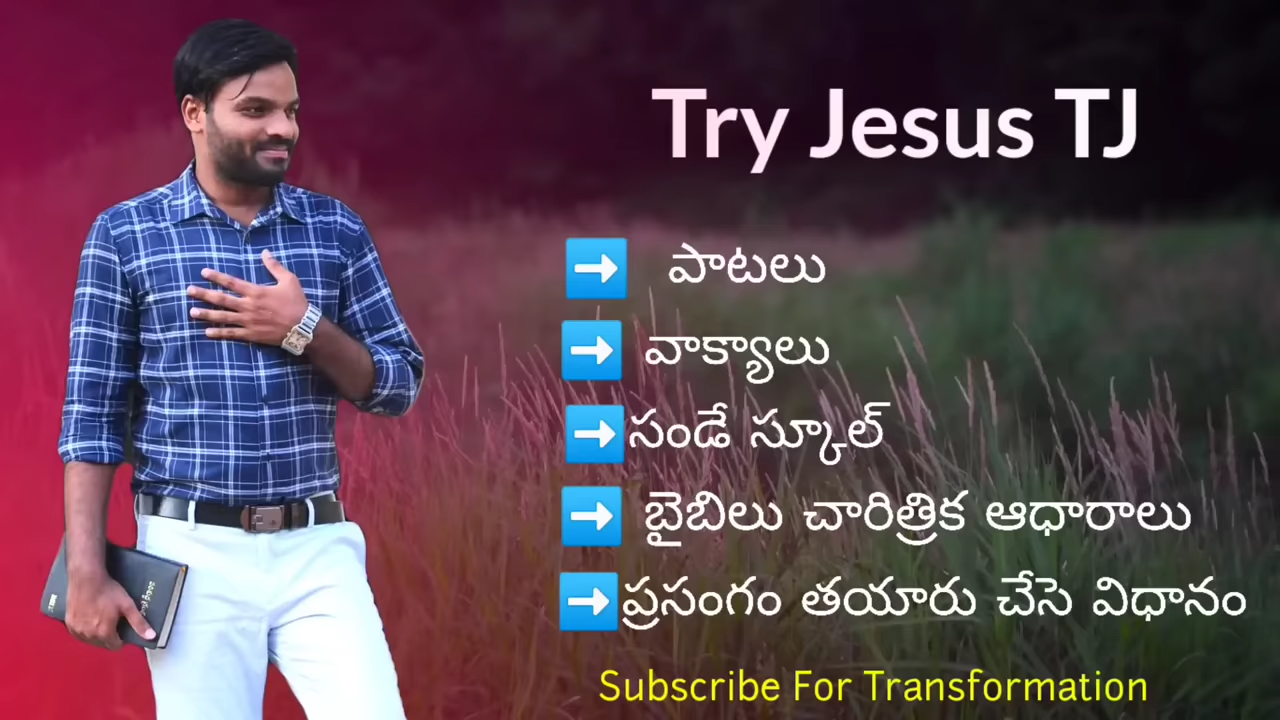 Try Jesus TJ
పాటలు
వాక్యాలు
సండే స్కూల్
బైబిలు చారిత్రిక ఆధారాలు
ప్రసంగం తయారు చేసె విధానం
Subscribe For Transformation